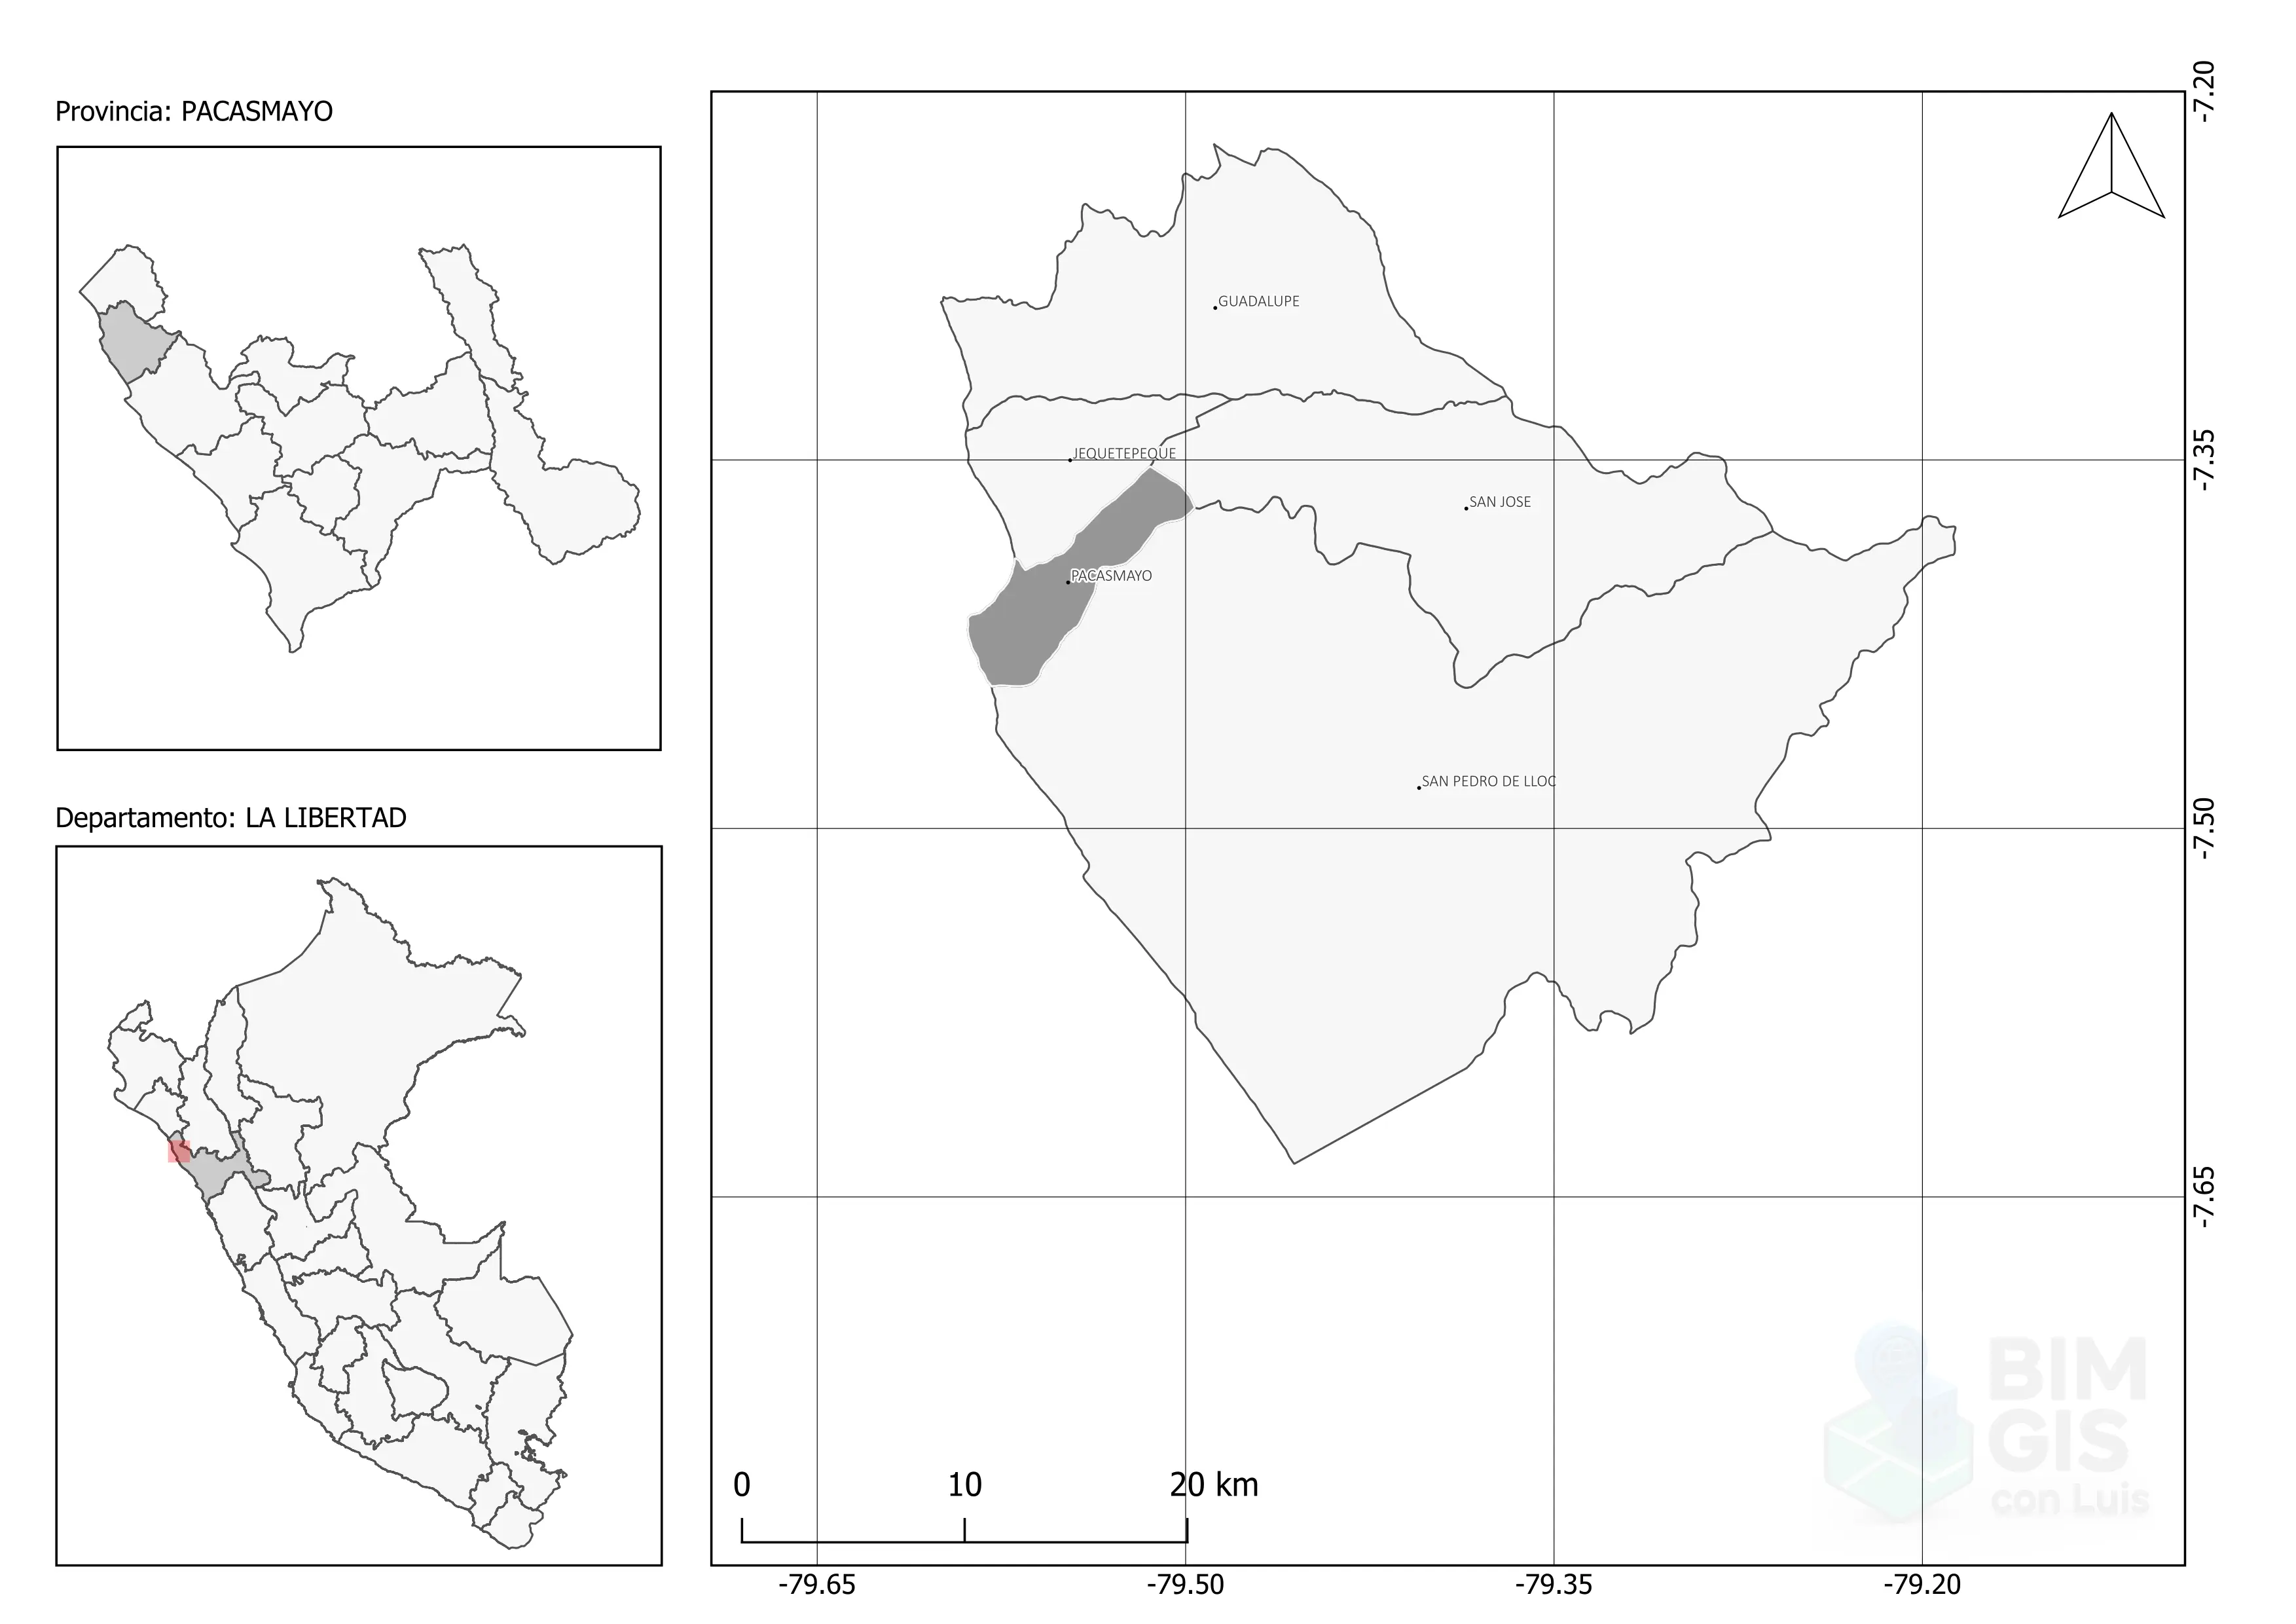 Provincia: PACASMAYO
Departamento: LA LIBERTAD
GUADALUPE
JEQUETEPEQUE
SAN JOSE
PACASMAYO
SAN PEDRO DE LLOC
-7.20
-7.35
-7.50
-7.65
0 10 20 km
-79.65 -79.50 -79.35 -79.20
BIM
GIS
con Luis